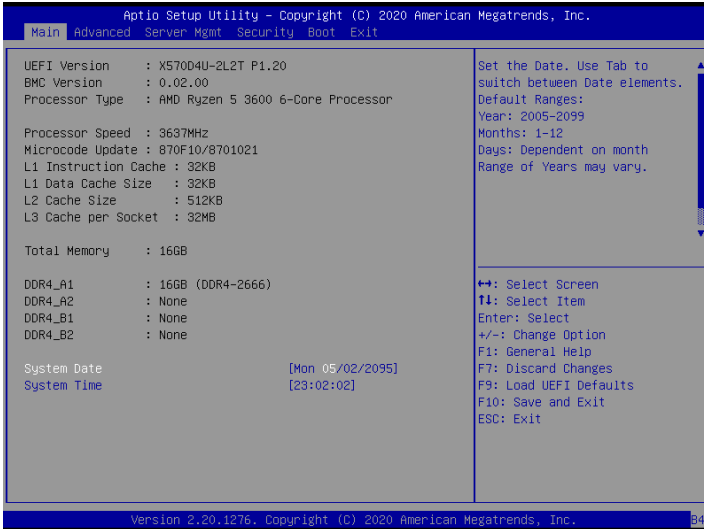 Aptio Setup Utility - Copyright (C) 2020 American Megatrends, Inc.
Main Advanced Server Mgmt Security Boot Exit
UEFI Version : X570D4U-2L2T P1.20
BMC Version : 0.02.00
Processor Type : AMD Ryzen 5 3600 6-Core Processor
Processor Speed : 3637MHz
Microcode Update : 870F10/8701021
L1 Instruction Cache : 32KB
L1 Data Cache Size : 32KB
L2 Cache Size : 512KB
L3 Cache per Socket : 32MB
Total Memory : 16GB
DDR4_A1 : 16GB (DDR4-2666)
DDR4_A2 : None
DDR4_B1 : None
DDR4_B2 : None
System Date [Mon 05/02/2095]
System Time [23:02:02]
Set the Date. Use Tab to
switch between Date elements.
Default Ranges:
Year: 2005-2099
Months: 1-12
Days: Dependent on month
Range of Years may vary.
↔: Select Screen
↑↓: Select Item
Enter: Select
+/-: Change Option
F1: General Help
F7: Discard Changes
F9: Load UEFI Defaults
F10: Save and Exit
ESC: Exit
Version 2.20.1276. Copyright (C) 2020 American Megatrends, Inc.
B4